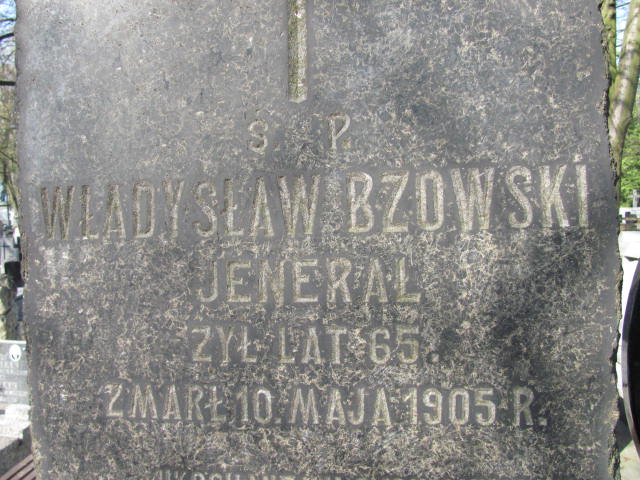 Ś P.
WŁADYSŁAW BZOWSKI
JENERAŁ
ŻYŁ LAT 65.
ZMARŁ 10. MAJA 1905 R.